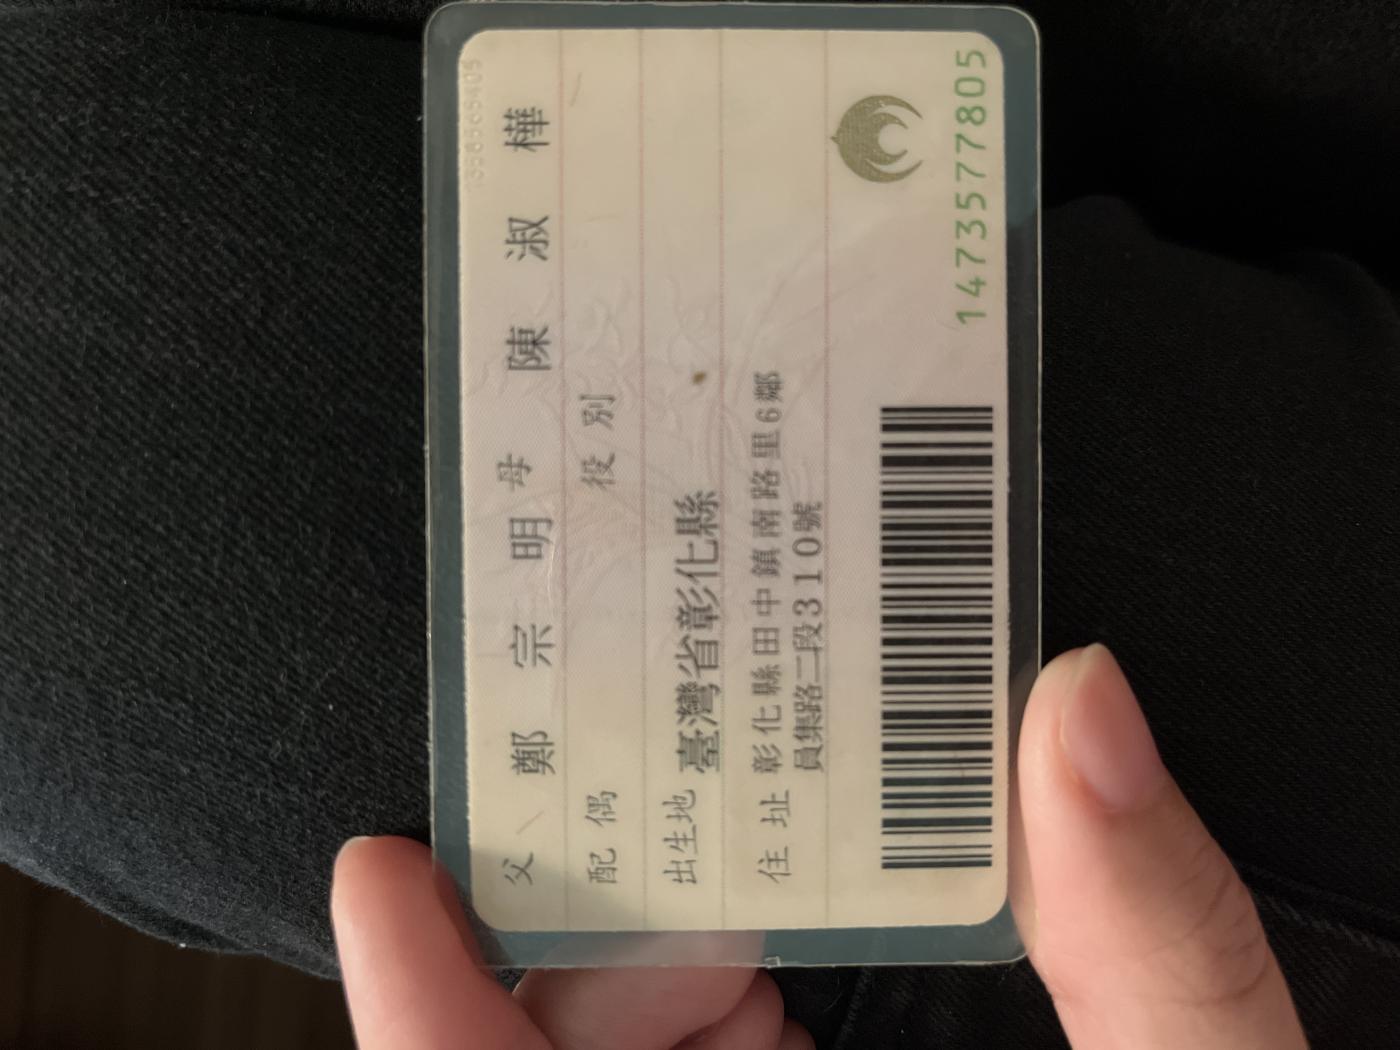 父 鄭宗明 母 陳淑樺
配偶 役別
出生地 臺灣省彰化縣
住址 彰化縣田中鎮南路里6鄰
員集路二段310號
1473577805